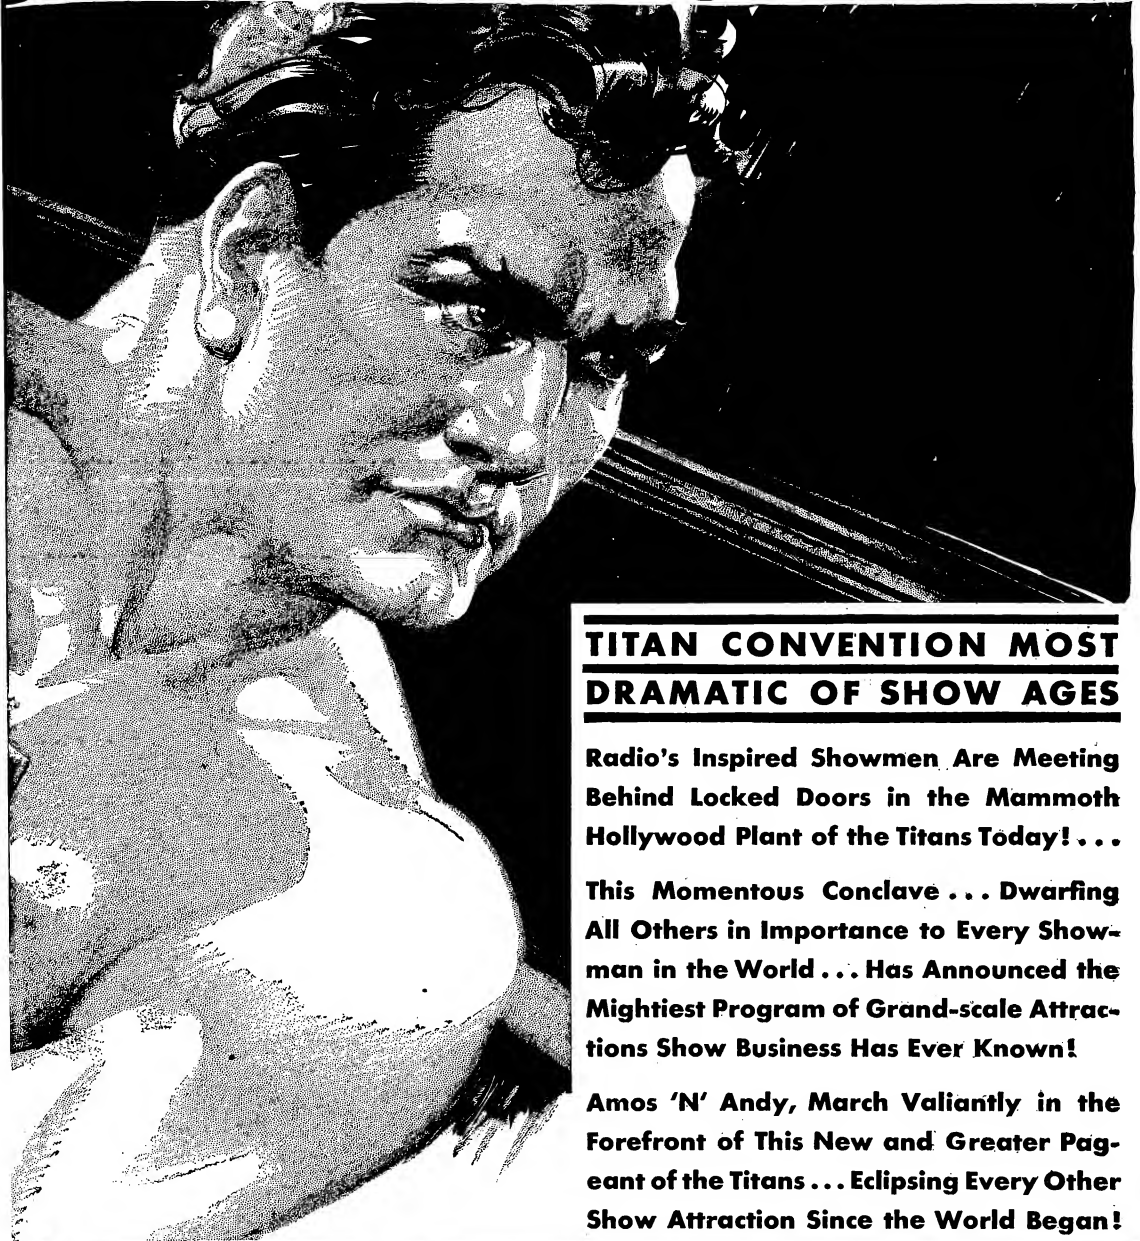 TITAN CONVENTION MOST
DRAMATIC OF SHOW AGES
Radio's Inspired Showmen Are Meeting
Behind Locked Doors in the Mammoth
Hollywood Plant of the Titans Today! . . .
This Momentous Conclave . . . Dwarfing
All Others in Importance to Every Show-
man in the World . . . Has Announced the
Mightiest Program of Grand-scale Attrac-
tions Show Business Has Ever Known!
Amos 'N' Andy, March Valiantly in the
Forefront of This New and Greater Pag-
eant of the Titans . . . Eclipsing Every Other
Show Attraction Since the World Began!